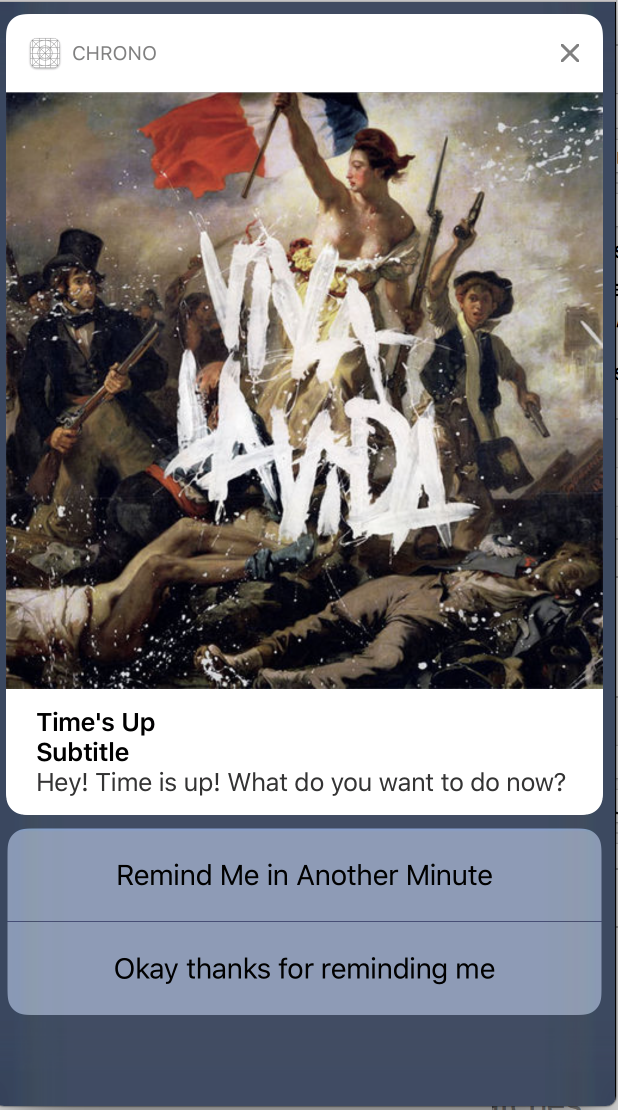 CHRONO
VIVA
LA VIDA
Time's Up
Subtitle
Hey! Time is up! What do you want to do now?
Remind Me in Another Minute
Okay thanks for reminding me